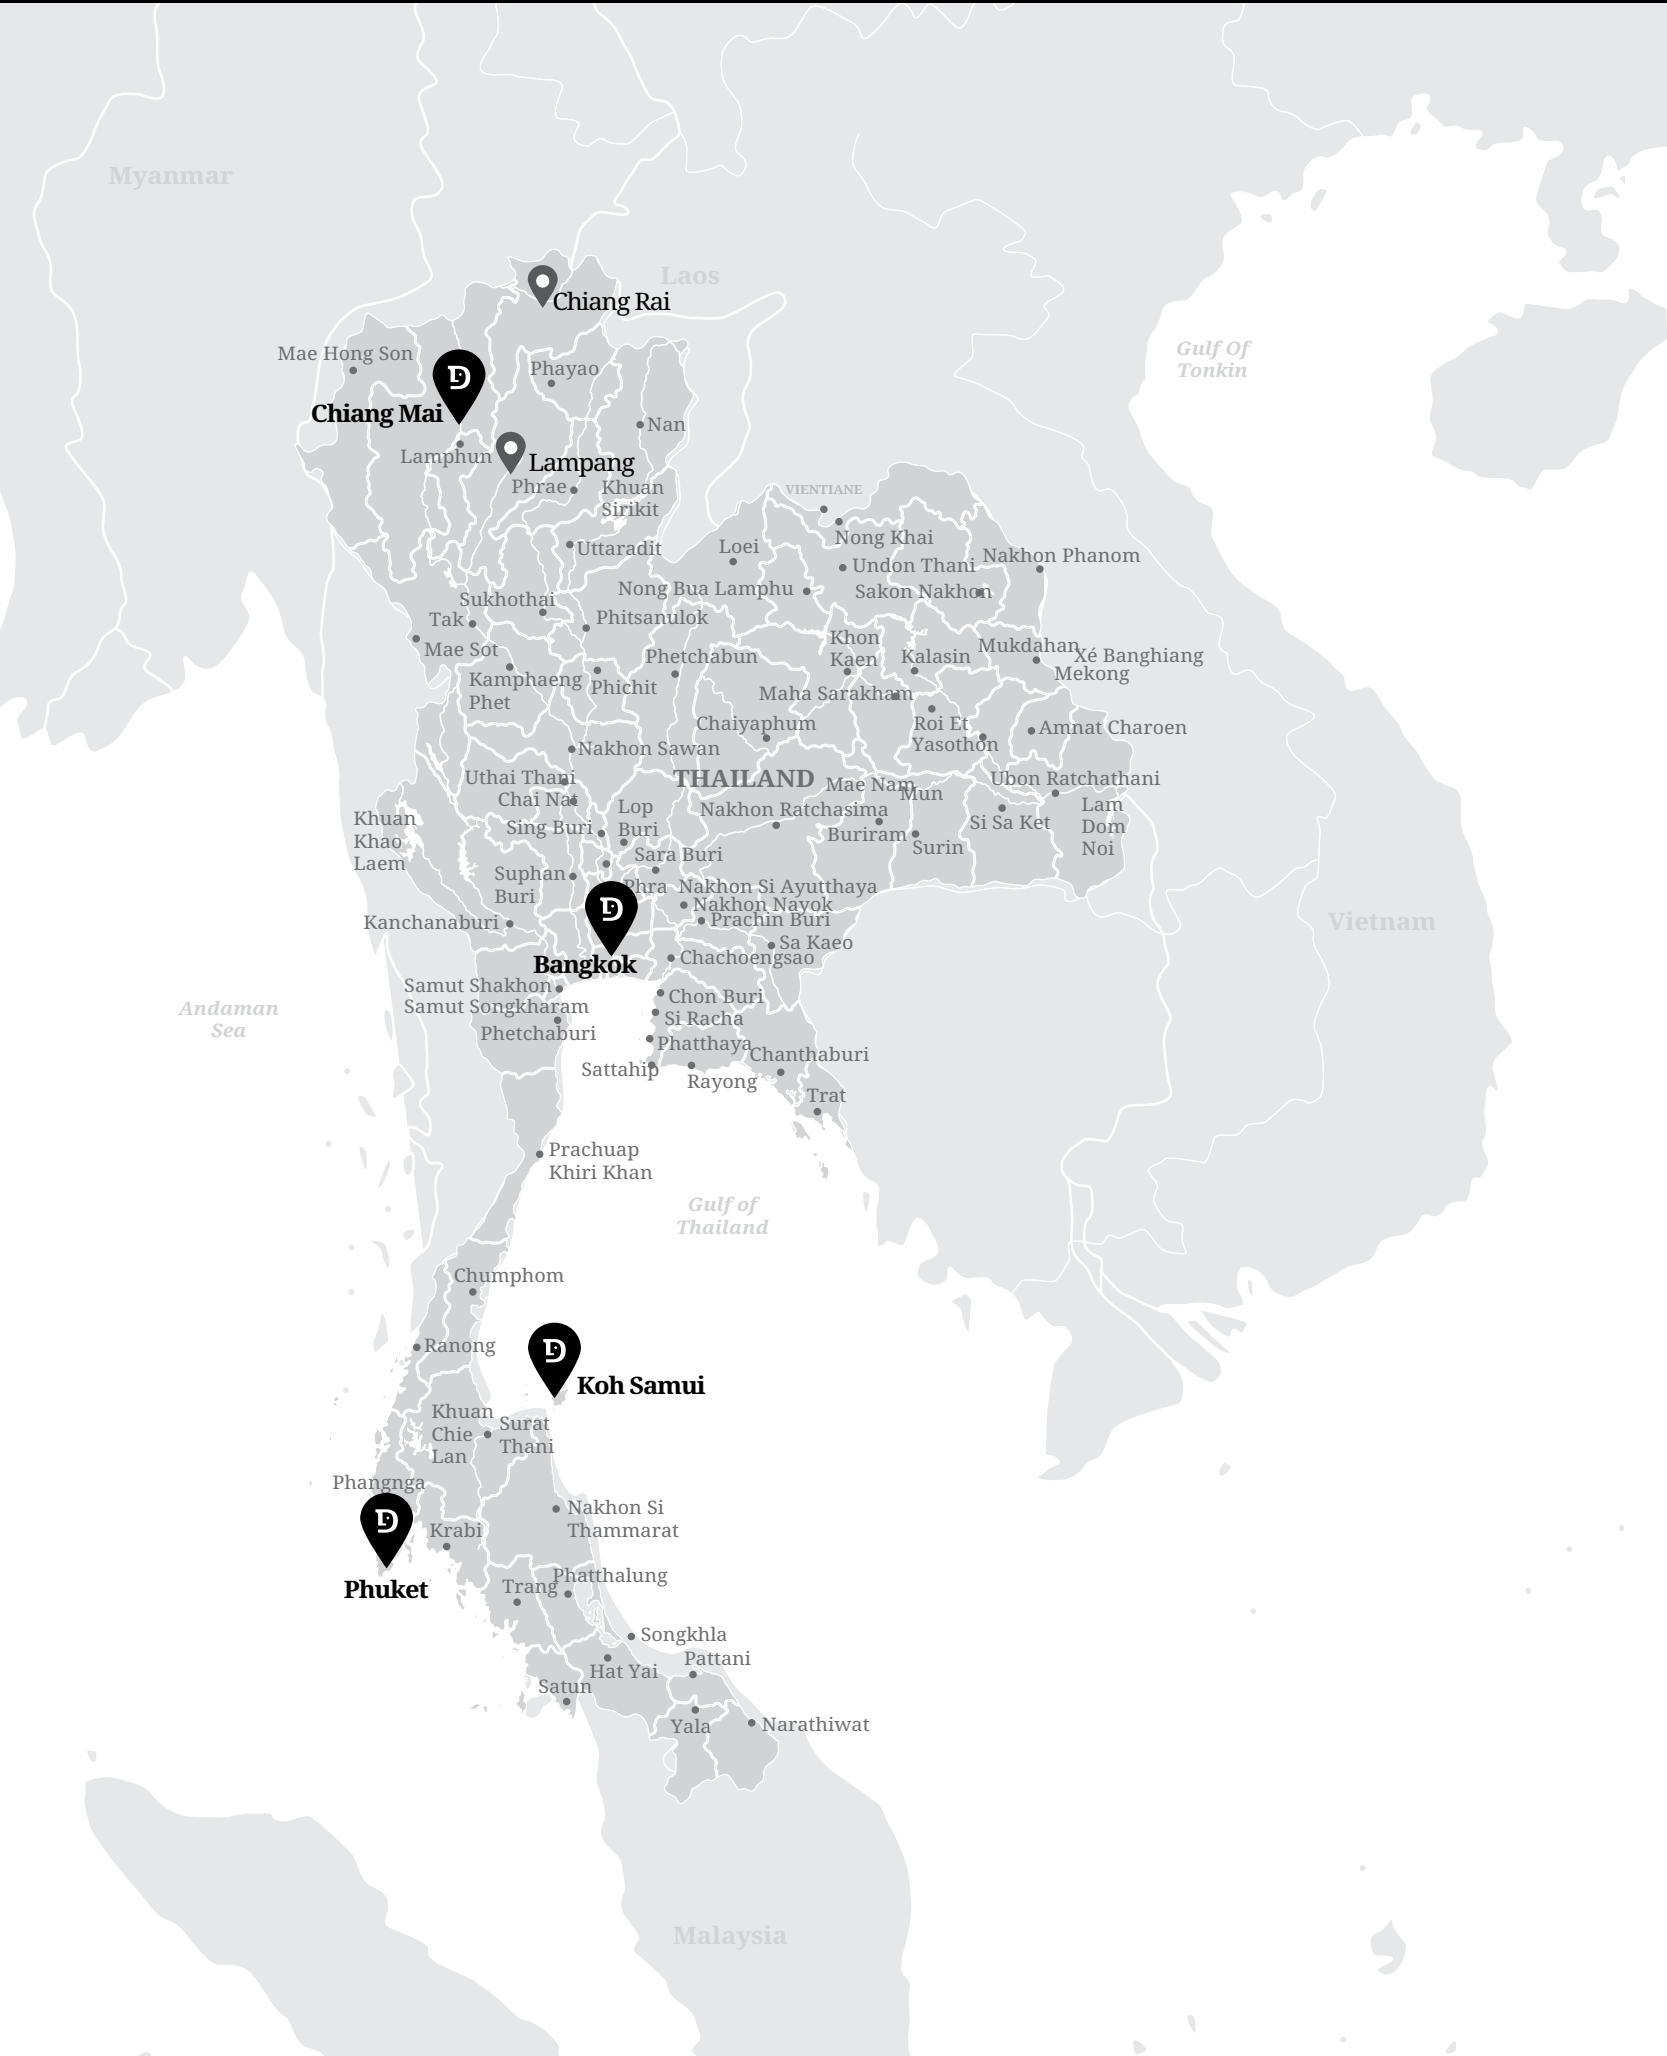 Myanmar
Laos
Chiang Rai
Gulf Of
Tonkin
Mae Hong Son
Phayao
Chiang Mai
Nan
Lamphun
Lampang
Phrae
Khuan
Sirikit
VIENTIANE
Nong Khai
Uttaradit
Loei
Nakhon Phanom
Undon Thani
Nong Bua Lamphu
Sakon Nakhon
Sukhothai
Tak
Phitsanulok
Mae Sot
Khon
Kaen
Kalasin
Mukdahan
Xé Banghiang
Mekong
Phetchabun
Kamphaeng
Phet
Phichit
Maha Sarakham
Chaiyaphum
Roi Et
Yasothon
Amnat Charoen
Nakhon Sawan
THAILAND
Uthai Thani
Chai Nat
Mae Nam
Mun
Ubon Ratchathani
Lop
Buri
Nakhon Ratchasima
Lam
Dom
Noi
Khuan
Khao
Laem
Sing Buri
Buriram
Surin
Si Sa Ket
Sara Buri
Suphan
Buri
Phra Nakhon Si Ayutthaya
Nakhon Nayok
Prachin Buri
Kanchanaburi
Vietnam
Sa Kaeo
Chachoengsao
D
D
D
D
Bangkok
Samut Shakhon
Samut Songkharam
Phetchaburi
Chon Buri
Si Racha
Phatthaya
Chanthaburi
Sattahip
Rayong
Trat
Andaman
Sea
Prachuap
Khiri Khan
Gulf of
Thailand
Chumphom
Ranong
Koh Samui
Khuan
Chie
Lan
Surat
Thani
Phangnga
Krabi
Nakhon Si
Thammarat
Phuket
Trang
Phatthalung
Songkhla
Hat Yai
Pattani
Satun
Yala
Narathiwat
Malaysia